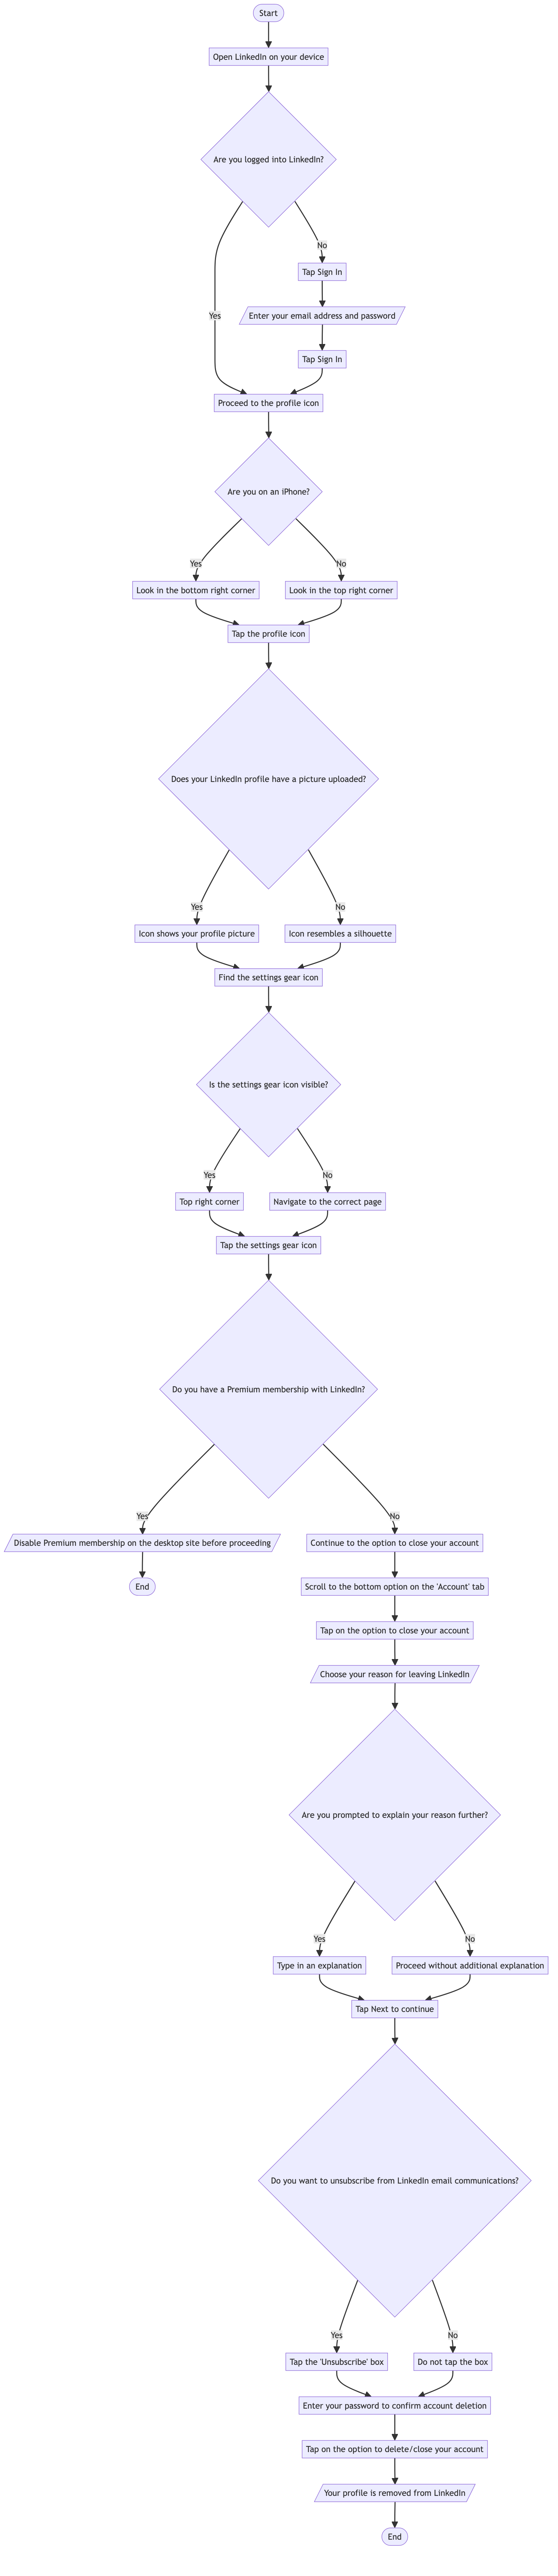 Start
Open LinkedIn on your device
Are you logged into LinkedIn?
No
Tap Sign In
Yes
Enter your email address and password
Tap Sign In
Proceed to the profile icon
Are you on an iPhone?
Yes
No
Look in the bottom right corner
Look in the top right corner
Tap the profile icon
Does your LinkedIn profile have a picture uploaded?
Yes
No
Icon shows your profile picture
Icon resembles a silhouette
Find the settings gear icon
Is the settings gear icon visible?
Yes
No
Top right corner
Navigate to the correct page
Tap the settings gear icon
Do you have a Premium membership with LinkedIn?
Yes
No
Disable Premium membership on the desktop site before proceeding
Continue to the option to close your account
End
Scroll to the bottom option on the 'Account' tab
Tap on the option to close your account
Choose your reason for leaving LinkedIn
Are you prompted to explain your reason further?
Yes
No
Type in an explanation
Proceed without additional explanation
Tap Next to continue
Do you want to unsubscribe from LinkedIn email communications?
Yes
No
Tap the 'Unsubscribe' box
Do not tap the box
Enter your password to confirm account deletion
Tap on the option to delete/close your account
Your profile is removed from LinkedIn
End